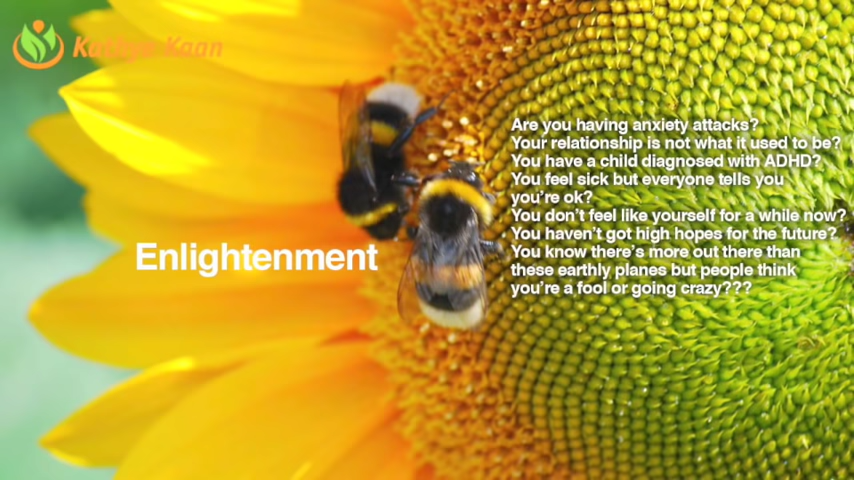 Kathya Kaan
Enlightenment
Are you having anxiety attacks?
Your relationship is not what it used to be?
You have a child diagnosed with ADHD?
You feel sick but everyone tells you
you're ok?
You don't feel like yourself for a while now?
You haven't got high hopes for the future?
You know there's more out there than
these earthly planes but people think
you're a fool or going crazy???